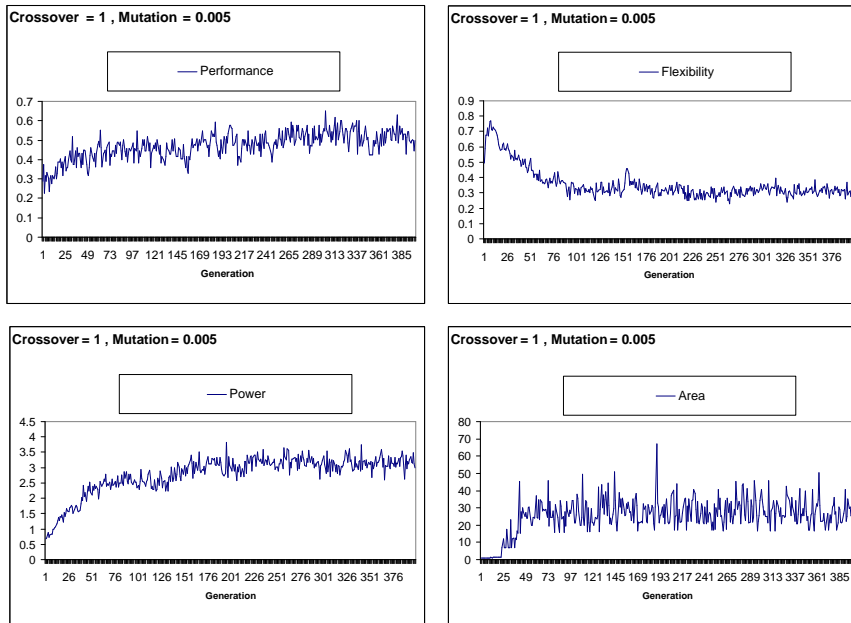 Crossover = 1 , Mutation = 0.005
Performance
0.7
0.6
0.5
0.4
0.3
0.2
0.1
0
1 25 49 73 97 121 145 169 193 217 241 265 289 313 337 361 385
Generation
Crossover = 1 , Mutation = 0.005
Flexibility
0.9
0.8
0.7
0.6
0.5
0.4
0.3
0.2
0.1
0
1 26 51 76 101 126 151 176 201 226 251 276 301 326 351 376
Generation
Crossover = 1 , Mutation = 0.005
Power
4.5
4
3.5
3
2.5
2
1.5
1
0.5
0
1 26 51 76 101 126 151 176 201 226 251 276 301 326 351 376
Generation
Crossover = 1 , Mutation = 0.005
Area
80
70
60
50
40
30
20
10
0
1 25 49 73 97 121 145 169 193 217 241 265 289 313 337 361 385
Generation